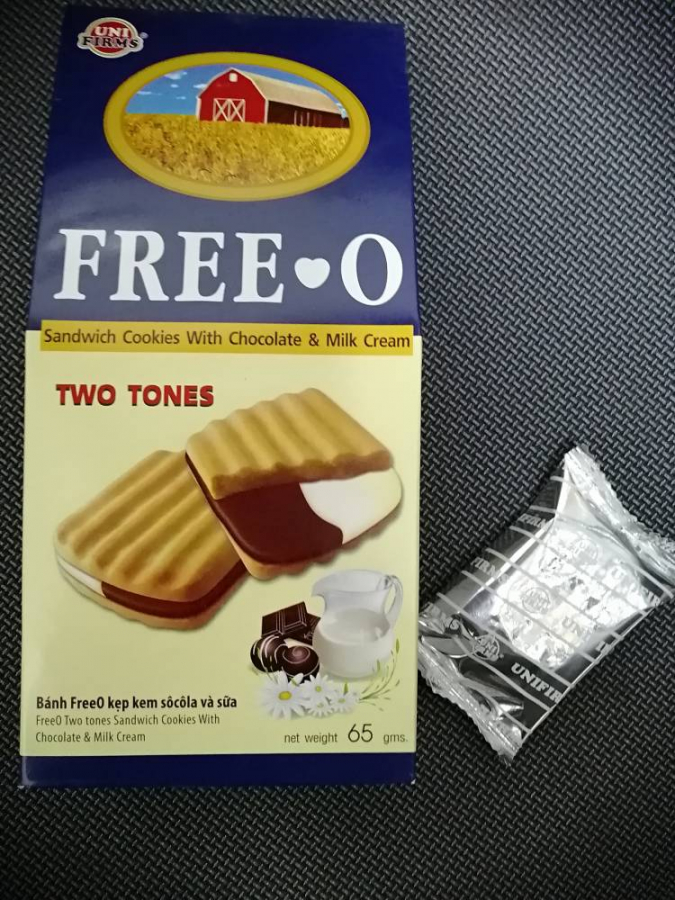 UNI
FIRMS®
FREE♥O
Sandwich Cookies With Chocolate & Milk Cream
TWO TONES
Bánh FreeO kẹp kem sôcôla và sữa
FreeO Two tones Sandwich Cookies With
Chocolate & Milk Cream
net weight 65 gms.
UNIFIR